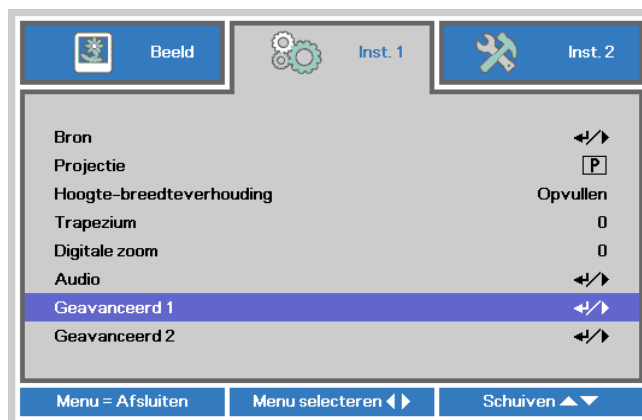 Beeld Inst. 1 Inst. 2
Bron
Projectie P
Hoogte-breedteverhouding Opvullen
Trapezium 0
Digitale zoom 0
Audio
Geavanceerd 1
Geavanceerd 2
Menu = Afsluiten Menu selecteren Schuiven